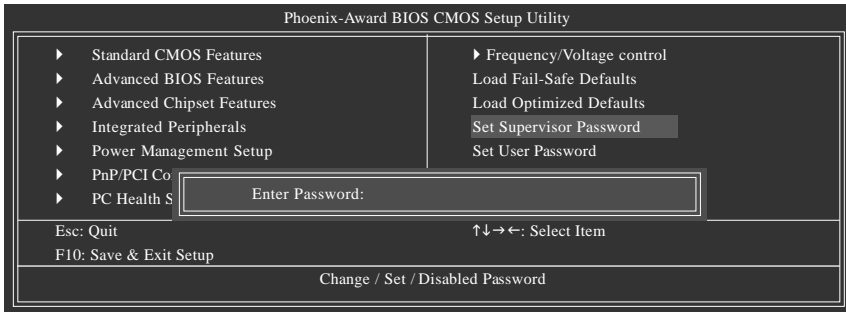 Phoenix-Award BIOS CMOS Setup Utility
Standard CMOS Features
Advanced BIOS Features
Advanced Chipset Features
Integrated Peripherals
Power Management Setup
PnP/PCI Co
PC Health S
Frequency/Voltage control
Load Fail-Safe Defaults
Load Optimized Defaults
Set Supervisor Password
Set User Password
Enter Password:
Esc: Quit
↑↓→←: Select Item
F10: Save & Exit Setup
Change / Set / Disabled Password